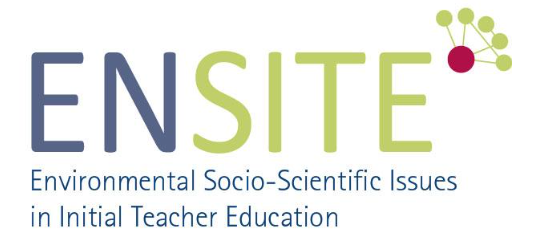 ENSITE
Environmental Socio-Scientific Issues
in Initial Teacher Education